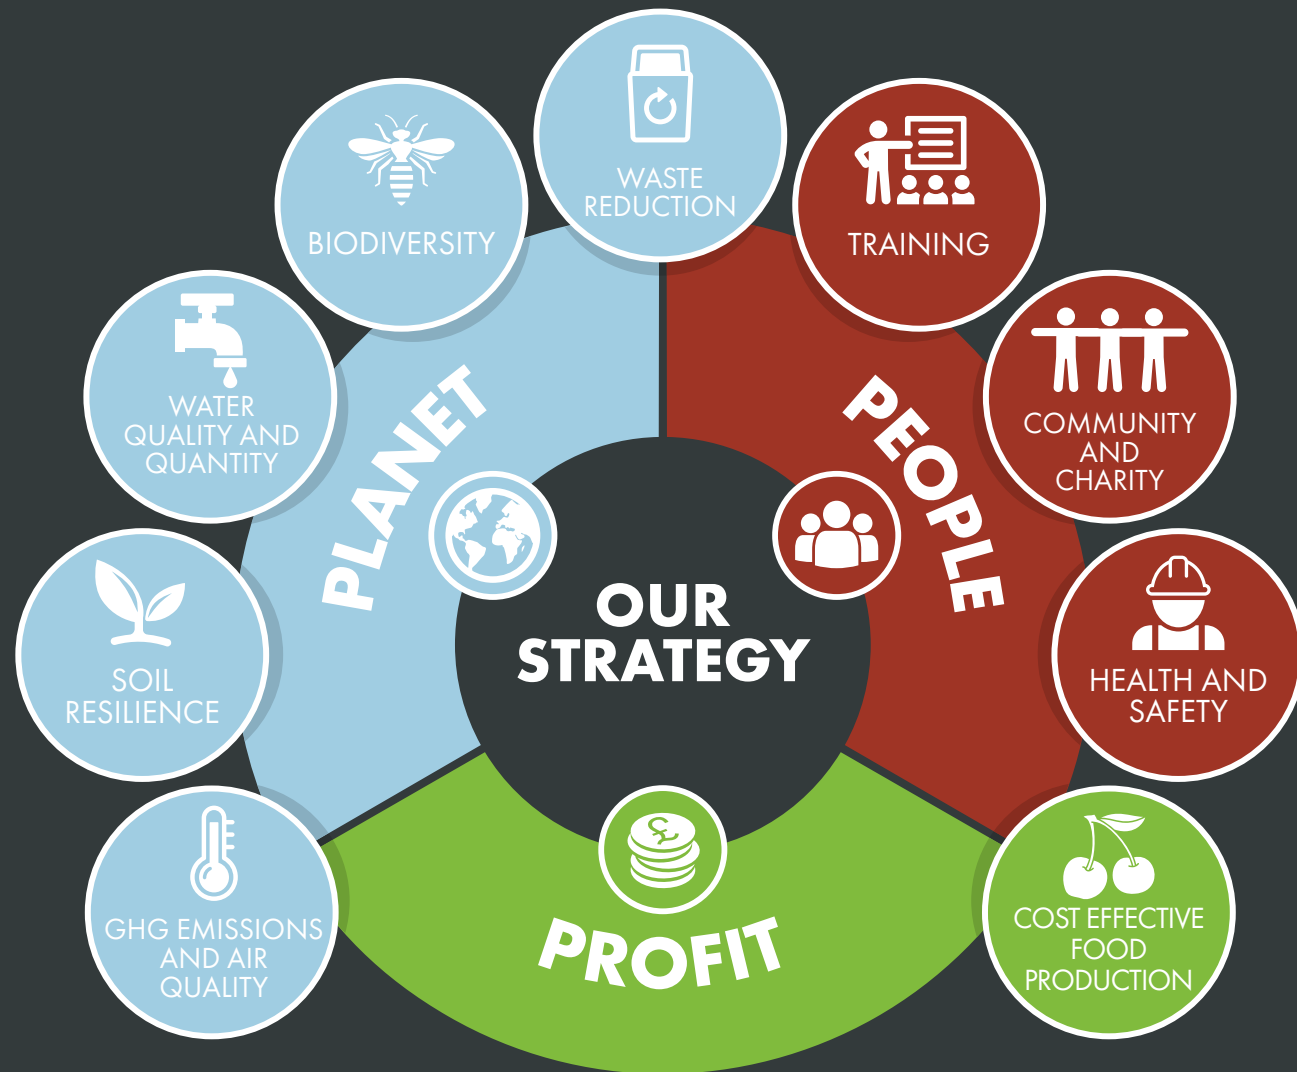 WASTE
REDUCTION
BIODIVERSITY
TRAINING
WATER
QUALITY AND
QUANTITY
COMMUNITY
AND
CHARITY
PLANET
PEOPLE
OUR
STRATEGY
SOIL
RESILIENCE
HEALTH AND
SAFETY
£
GHG EMISSIONS
AND AIR
QUALITY
PROFIT
COST EFFECTIVE
FOOD
PRODUCTION